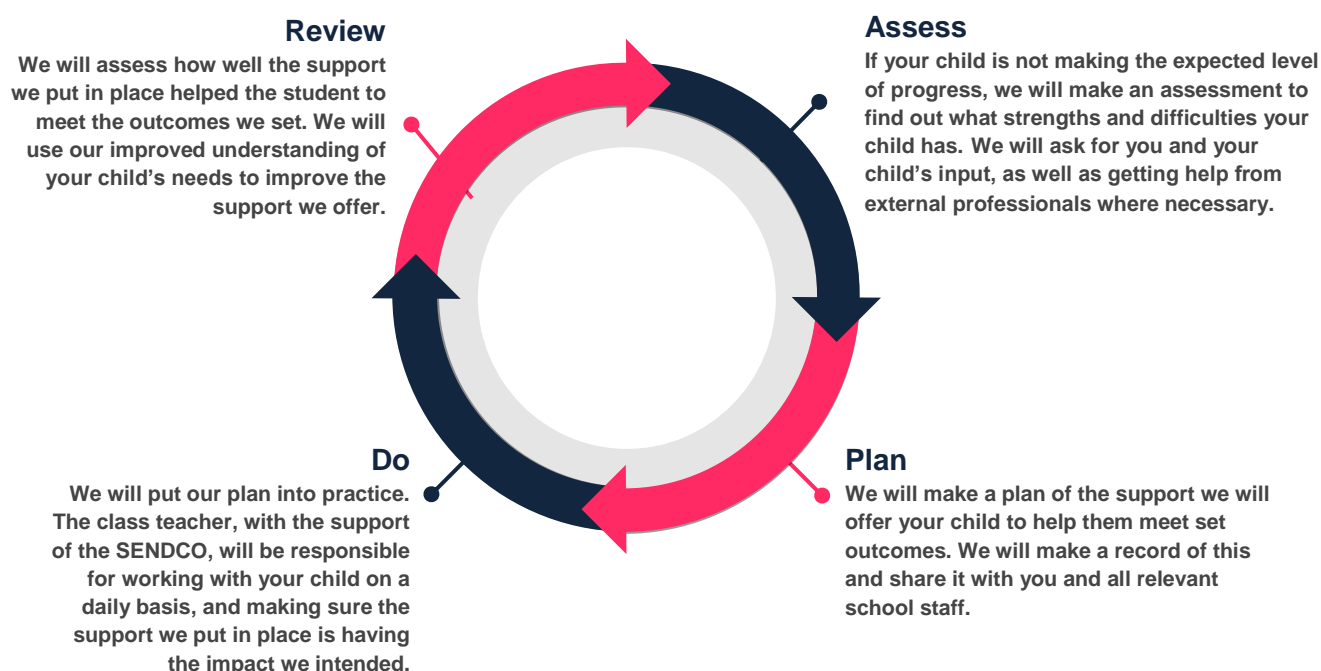 Review
We will assess how well the support
we put in place helped the student to
meet the outcomes we set. We will
use our improved understanding of
your child’s needs to improve the
support we offer.
Assess
If your child is not making the expected level
of progress, we will make an assessment to
find out what strengths and difficulties your
child has. We will ask for you and your
child’s input, as well as getting help from
external professionals where necessary.
Do
We will put our plan into practice.
The class teacher, with the support
of the SENDCO, will be responsible
for working with your child on a
daily basis, and making sure the
support we put in place is having
the impact we intended.
Plan
We will make a plan of the support we will
offer your child to help them meet set
outcomes. We will make a record of this
and share it with you and all relevant
school staff.